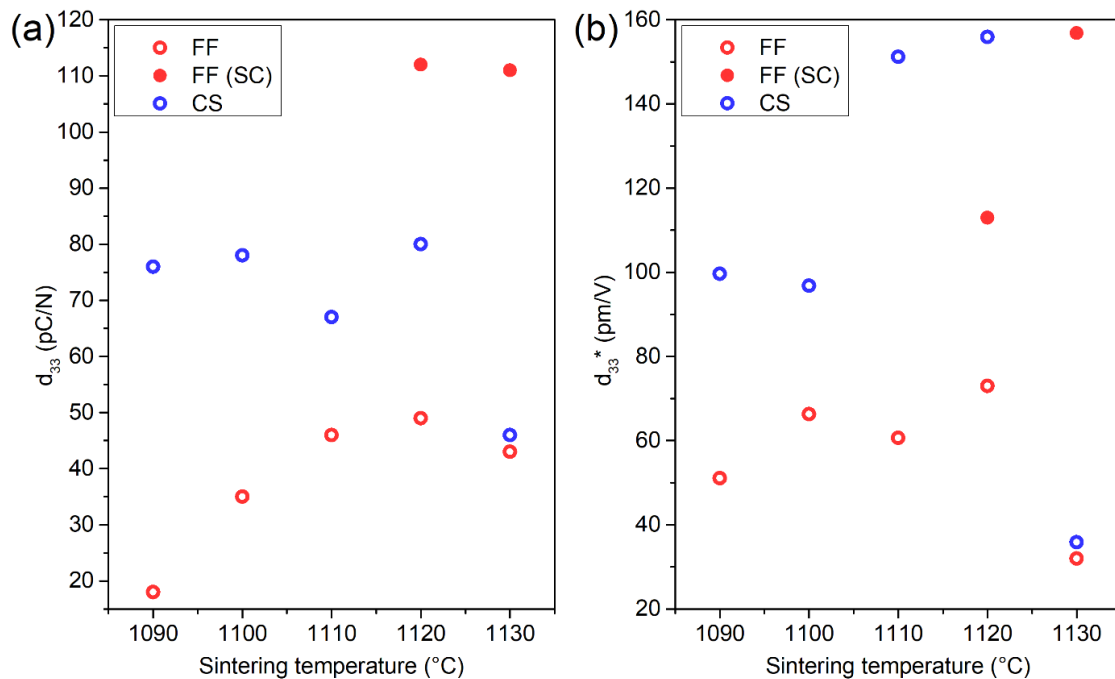 (a)
FF
FF (SC)
CS
120
110
100
90
80
70
60
50
40
30
20
d33 (pC/N)
1090 1100 1110 1120 1130
Sintering temperature (°C)
(b)
FF
FF (SC)
CS
160
140
120
100
80
60
40
20
d33* (pm/V)
1090 1100 1110 1120 1130
Sintering temperature (°C)